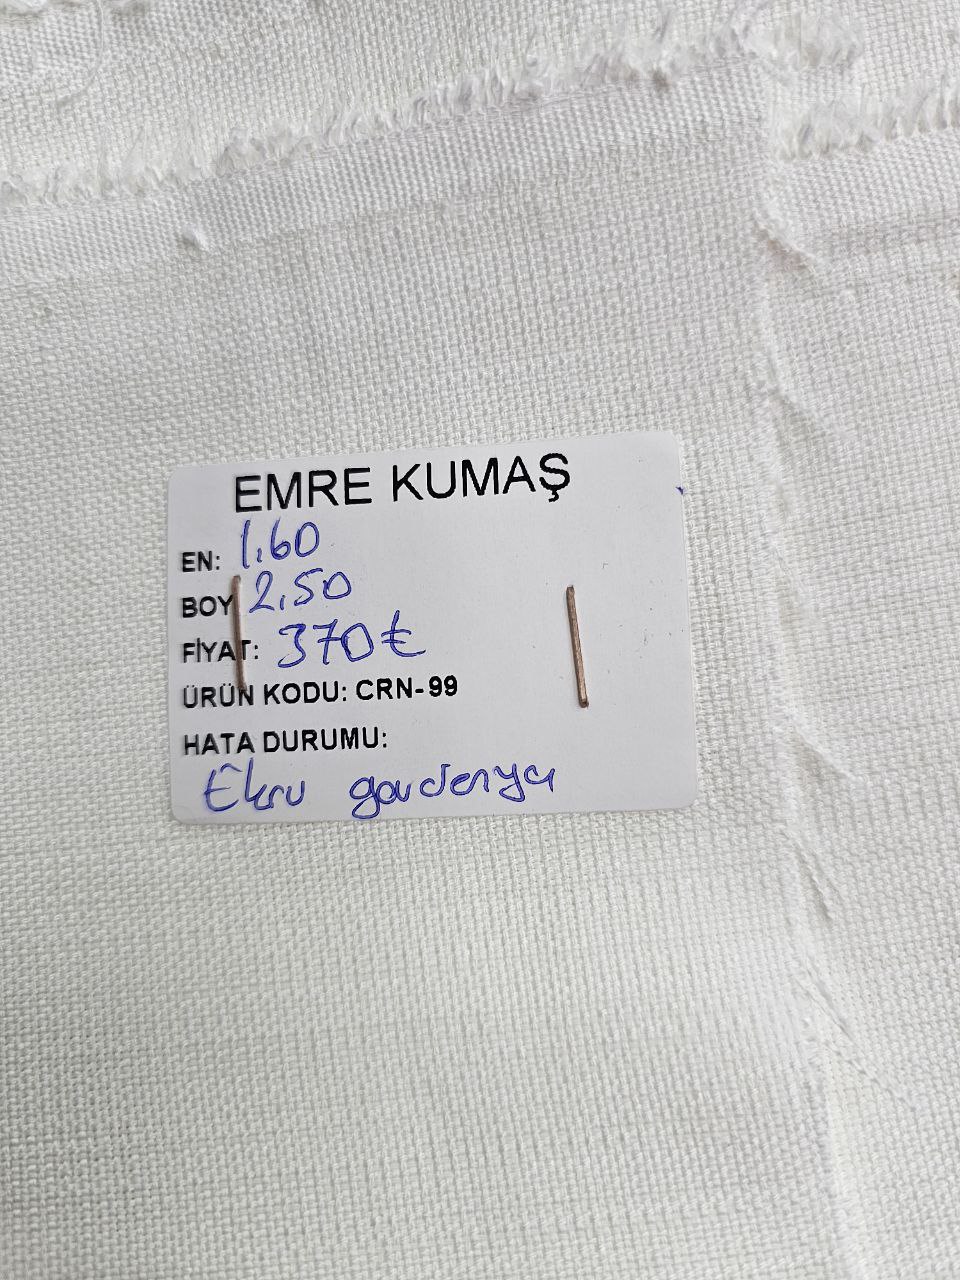 EMRE KUMAŞ
EN: 1.60
BOY 2.50
FİYAT: 370₺
ÜRÜN KODU: CRN-99
HATA DURUMU:
Ekru gardenya